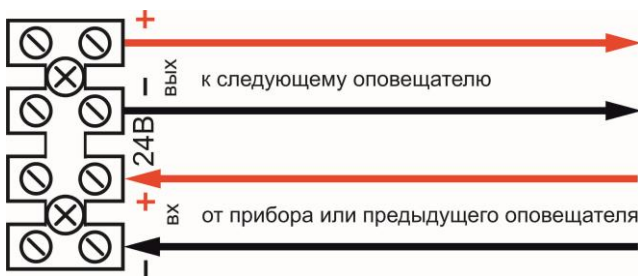 +
− вых к следующему оповещателю
24В
+
вх от прибора или предыдущего оповещателя
−